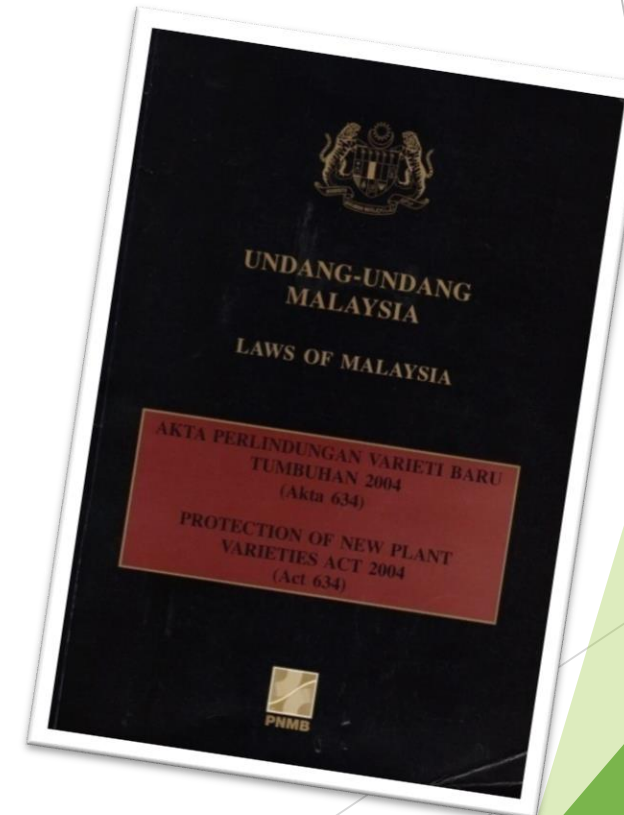 UNDANG-UNDANG
MALAYSIA
LAWS OF MALAYSIA
AKTA PERLINDUNGAN VARIETI BARU
TUMBUHAN 2004
(Akta 634)
PROTECTION OF NEW PLANT
VARIETIES ACT 2004
(Act 634)
PNMB